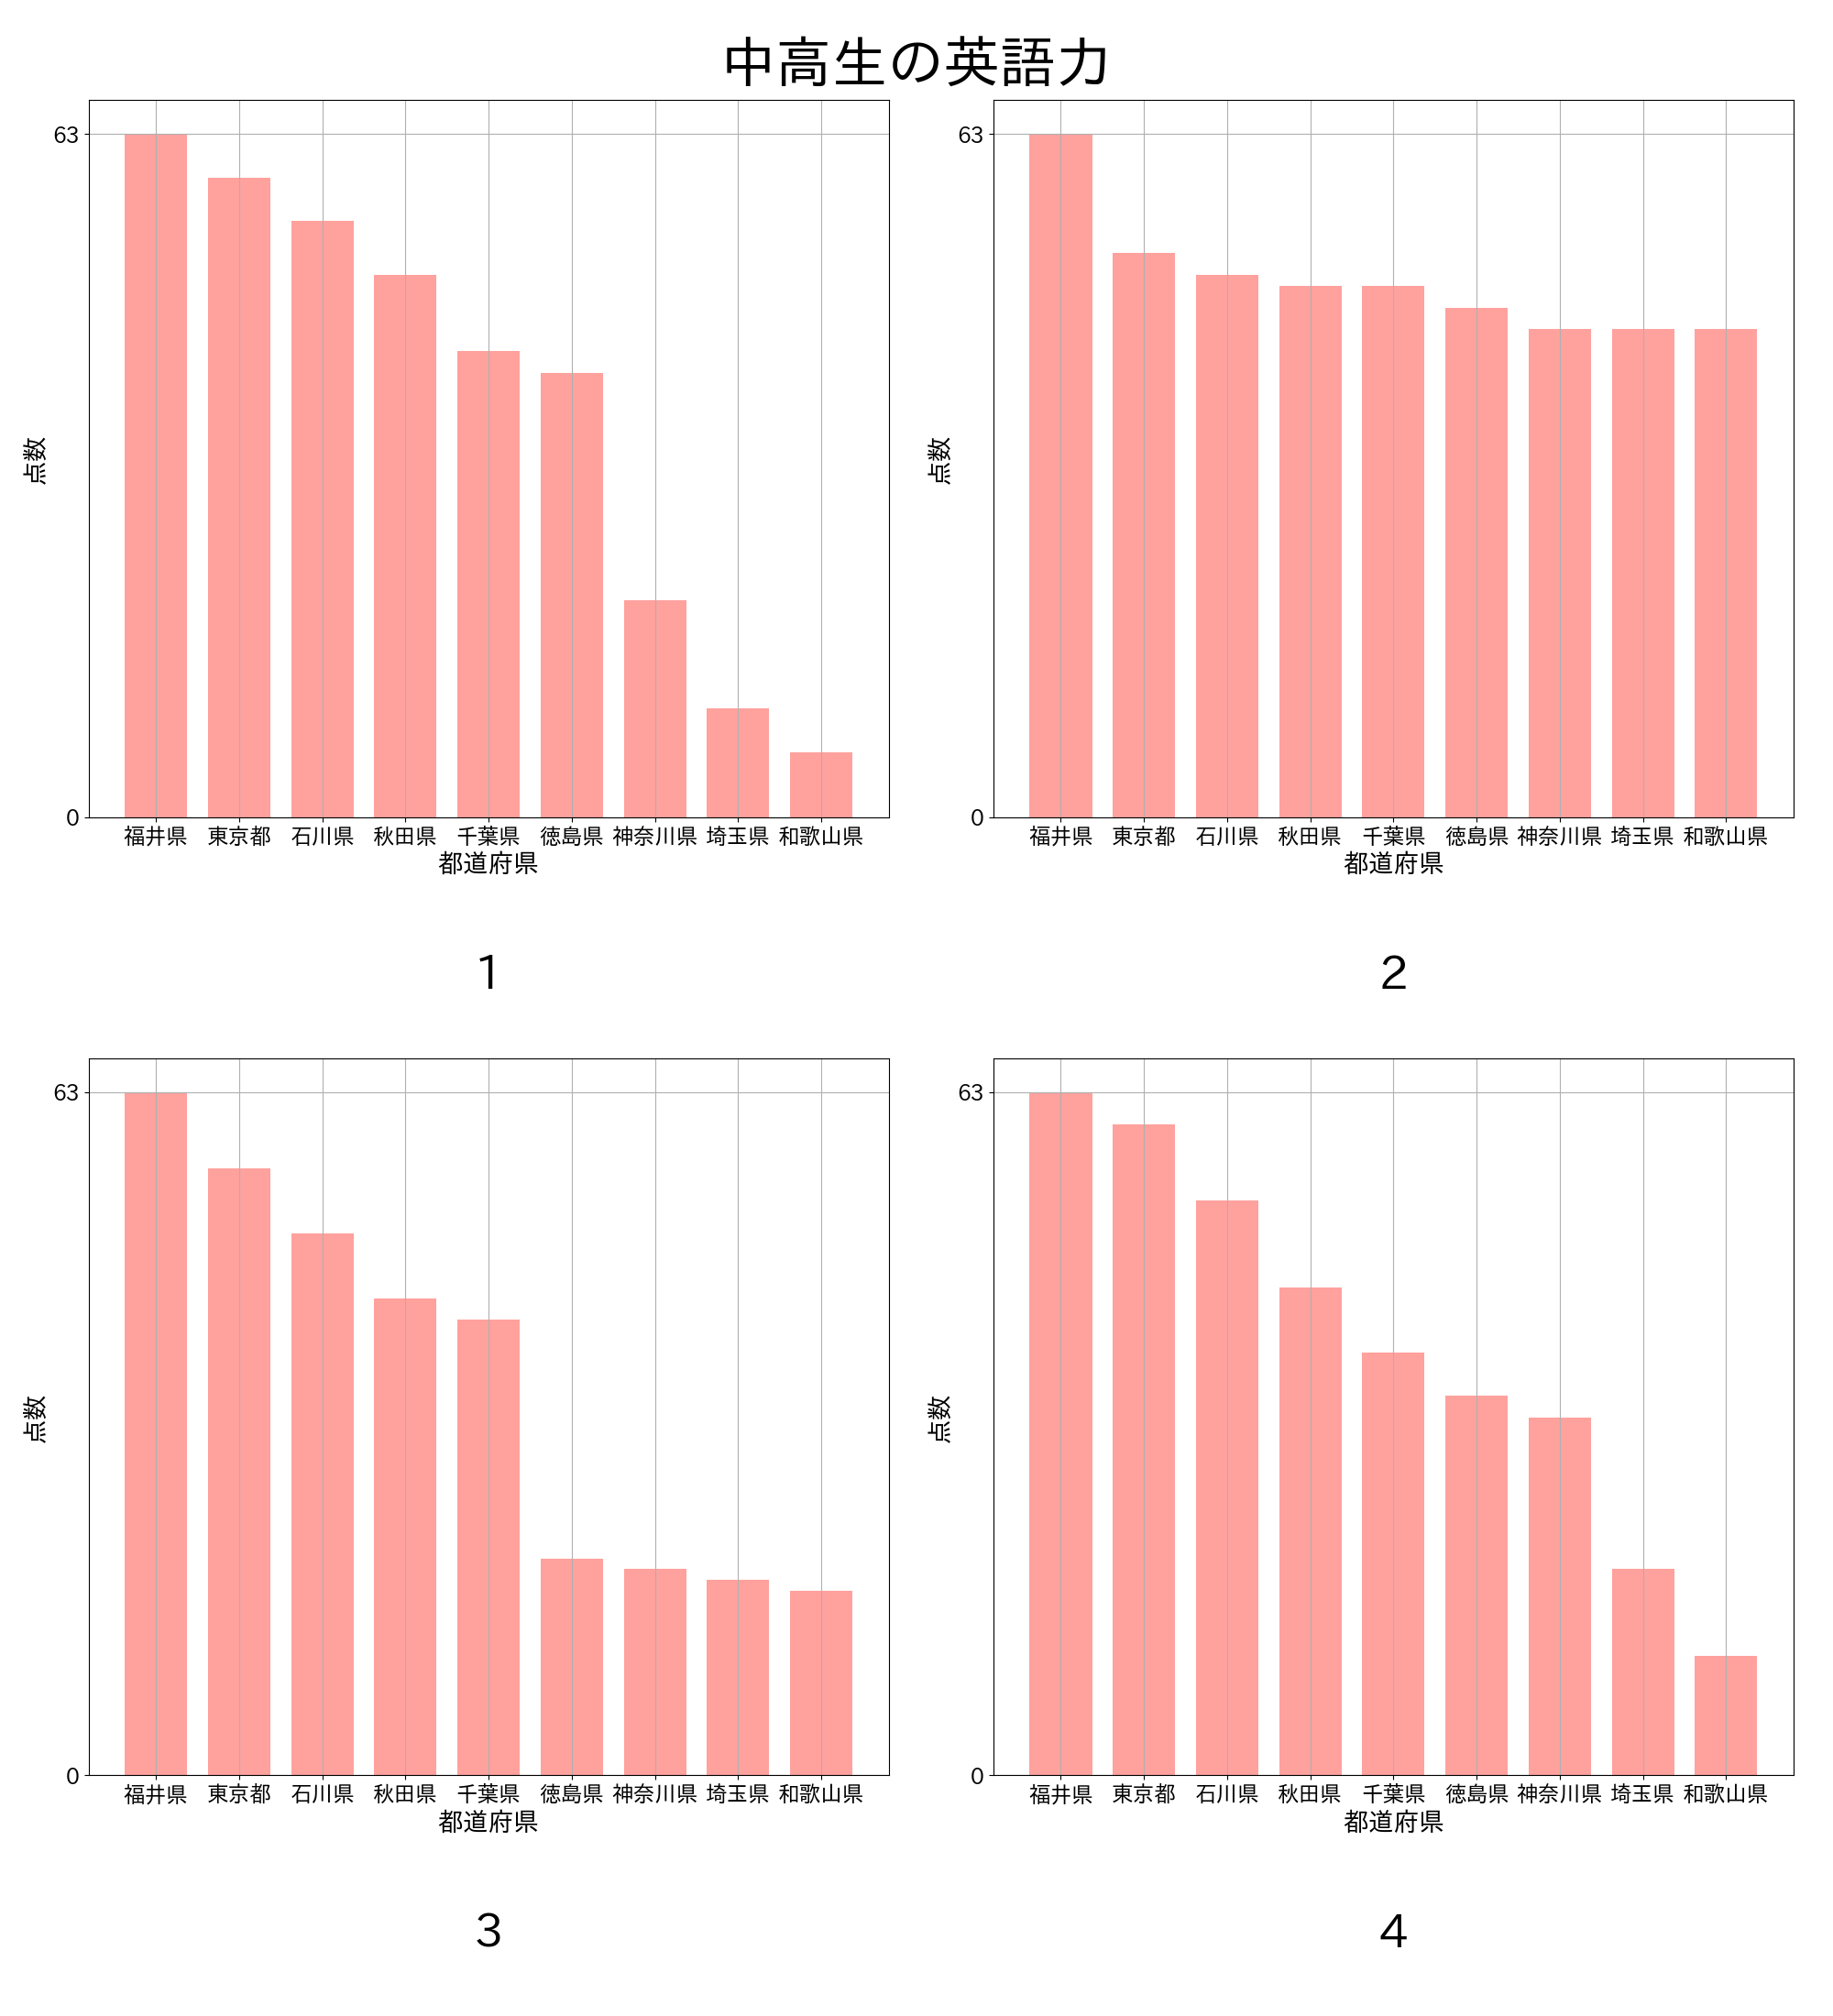 中高生の英語力
63
0
点数
福井県 東京都 石川県 秋田県 千葉県 徳島県 神奈川県 埼玉県 和歌山県
都道府県
1
63
0
点数
福井県 東京都 石川県 秋田県 千葉県 徳島県 神奈川県 埼玉県 和歌山県
都道府県
2
63
0
点数
福井県 東京都 石川県 秋田県 千葉県 徳島県 神奈川県 埼玉県 和歌山県
都道府県
3
63
0
点数
福井県 東京都 石川県 秋田県 千葉県 徳島県 神奈川県 埼玉県 和歌山県
都道府県
4